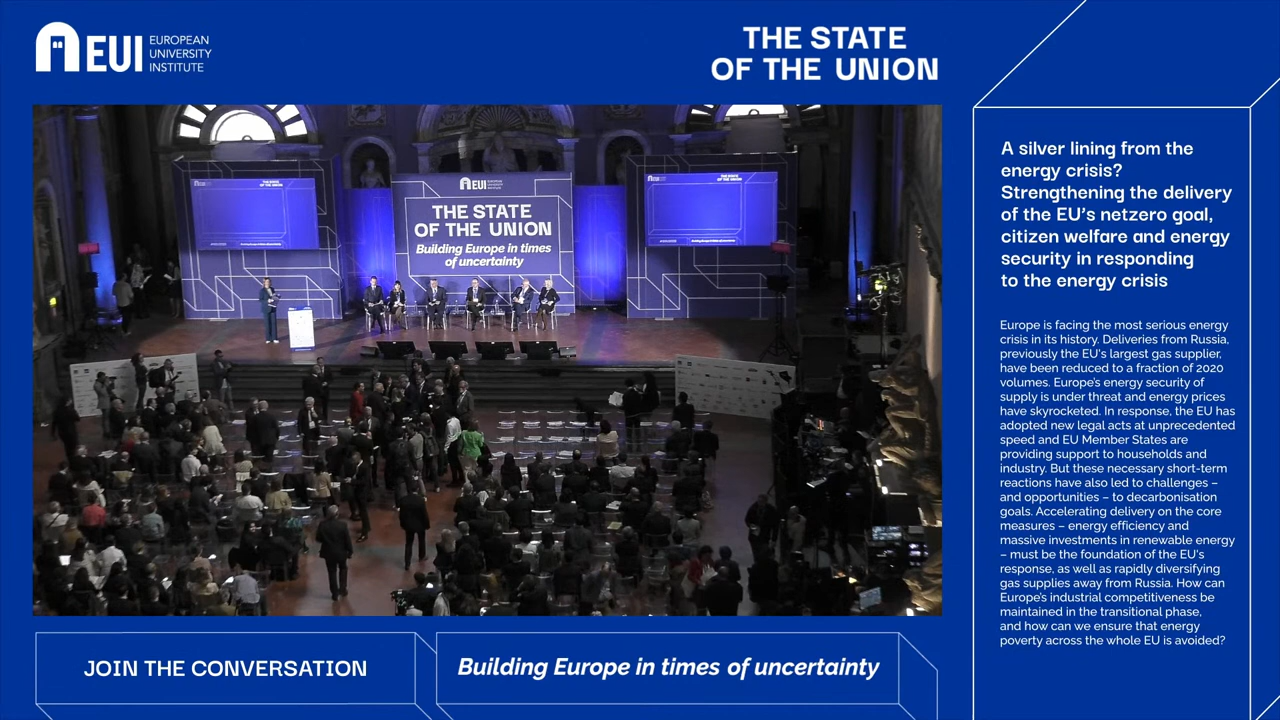 EUI
EUROPEAN
UNIVERSITY
INSTITUTE
THE STATE
OF THE UNION
THE STATE
OF THE UNION
EUI
THE STATE
OF THE UNION
Building Europe in times
of uncertainty
THE STATE
OF THE UNION
JOIN THE CONVERSATION
Building Europe in times of uncertainty
A silver lining from the
energy crisis?
Strengthening the delivery
of the EU's netzero goal,
citizen welfare and energy
security in responding
to the energy crisis
Europe is facing the most serious energy
crisis in its history. Deliveries from Russia,
previously the EU's largest gas supplier,
have been reduced to a fraction of 2020
volumes. Europe's energy security of
supply is under threat and energy prices
have skyrocketed. In response, the EU has
adopted new legal acts at unprecedented
speed and EU Member States are
providing support to households and
industry. But these necessary short-term
reactions have also led to challenges –
and opportunities – to decarbonisation
goals. Accelerating delivery on the core
measures – energy efficiency and
massive investments in renewable energy
– must be the foundation of the EU's
response, as well as rapidly diversifying
gas supplies away from Russia. How can
Europe's industrial competitiveness be
maintained in the transitional phase,
and how can we ensure that energy
poverty across the whole EU is avoided?